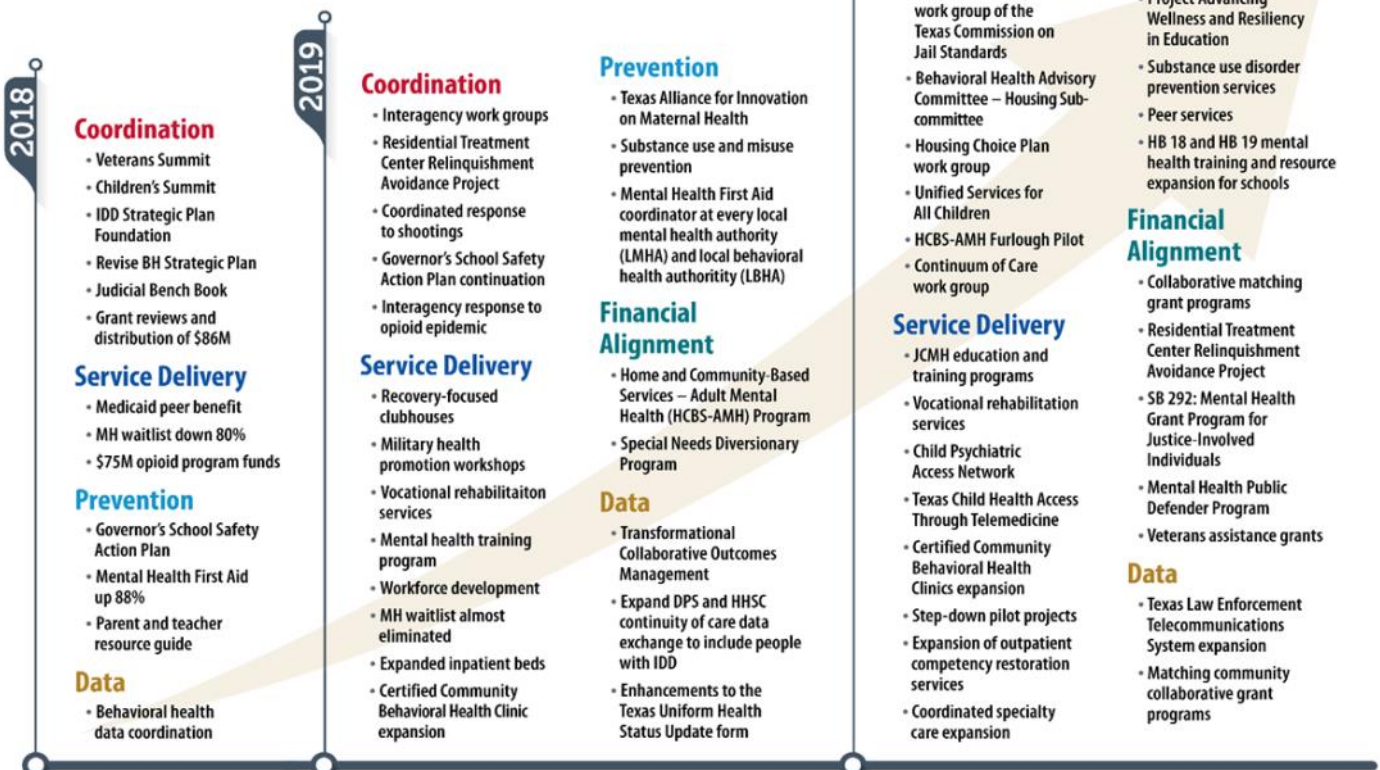 2018
Coordination
• Veterans Summit
• Children's Summit
• IDD Strategic Plan
Foundation
• Revise BH Strategic Plan
• Judicial Bench Book
• Grant reviews and
distribution of $86M
Service Delivery
• Medicaid peer benefit
• MH waitlist down 80%
• $75M opioid program funds
Prevention
• Governor's School Safety
Action Plan
• Mental Health First Aid
up 88%
• Parent and teacher
resource guide
Data
• Behavioral health
data coordination
2019
Coordination
• Interagency work groups
• Residential Treatment
Center Relinquishment
Avoidance Project
• Coordinated response
to shootings
• Governor's School Safety
Action Plan continuation
• Interagency response to
opioid epidemic
Service Delivery
• Recovery-focused
clubhouses
• Military health
promotion workshops
• Vocational rehabilitaiton
services
• Mental health training
program
• Workforce development
• MH waitlist almost
eliminated
• Expanded inpatient beds
• Certified Community
Behavioral Health Clinic
expansion
Prevention
• Texas Alliance for Innovation
on Maternal Health
• Substance use and misuse
prevention
• Mental Health First Aid
coordinator at every local
mental health authority
(LMHA) and local behavioral
health authoritity (LBHA)
Financial
Alignment
• Home and Community-Based
Services – Adult Mental
Health (HCBS-AMH) Program
• Special Needs Diversionary
Program
Data
• Transformational
Collaborative Outcomes
Management
• Expand DPS and HHSC
continuity of care data
exchange to include people
with IDD
• Enhancements to the
Texas Uniform Health
Status Update form
work group of the
Texas Commission on
Jail Standards
• Behavioral Health Advisory
Committee – Housing Sub-
committee
• Housing Choice Plan
work group
• Unified Services for
All Children
• HCBS-AMH Furlough Pilot
• Continuum of Care
work group
Service Delivery
• JCMH education and
training programs
• Vocational rehabilitation
services
• Child Psychiatric
Access Network
• Texas Child Health Access
Through Telemedicine
• Certified Community
Behavioral Health
Clinics expansion
• Step-down pilot projects
• Expansion of outpatient
competency restoration
services
• Coordinated specialty
care expansion
• Project Advancing
Wellness and Resiliency
in Education
• Substance use disorder
prevention services
• Peer services
• HB 18 and HB 19 mental
health training and resource
expansion for schools
Financial
Alignment
• Collaborative matching
grant programs
• Residential Treatment
Center Relinquishment
Avoidance Project
• SB 292: Mental Health
Grant Program for
Justice-Involved
Individuals
• Mental Health Public
Defender Program
• Veterans assistance grants
Data
• Texas Law Enforcement
Telecommunications
System expansion
• Matching community
collaborative grant
programs